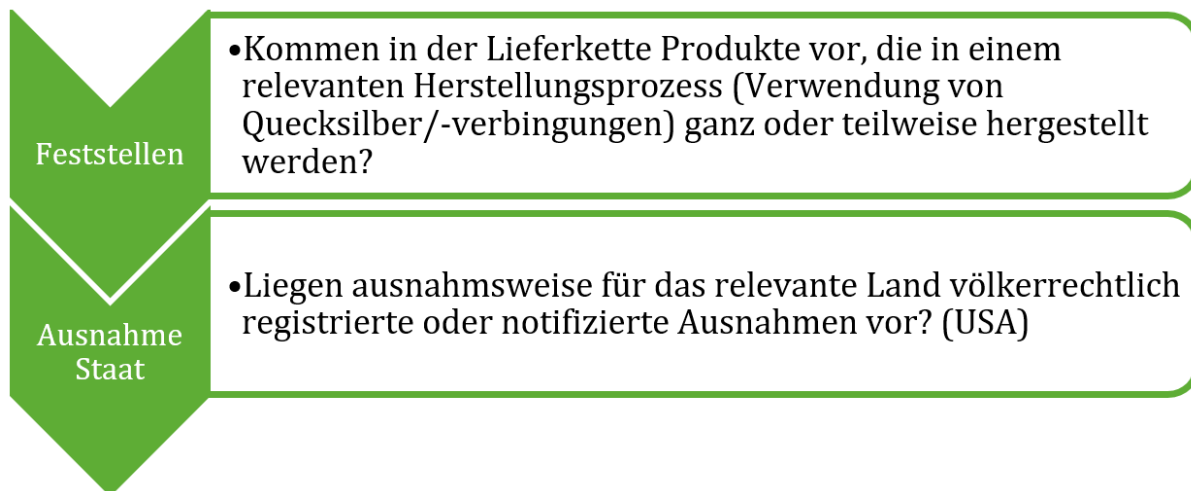 Feststellen
•Kommen in der Lieferkette Produkte vor, die in einem
relevanten Herstellungsprozess (Verwendung von
Quecksilber/-verbingungen) ganz oder teilweise hergestellt
werden?
Ausnahme
Staat
•Liegen ausnahmsweise für das relevante Land völkerrechtlich
registrierte oder notifizierte Ausnahmen vor? (USA)